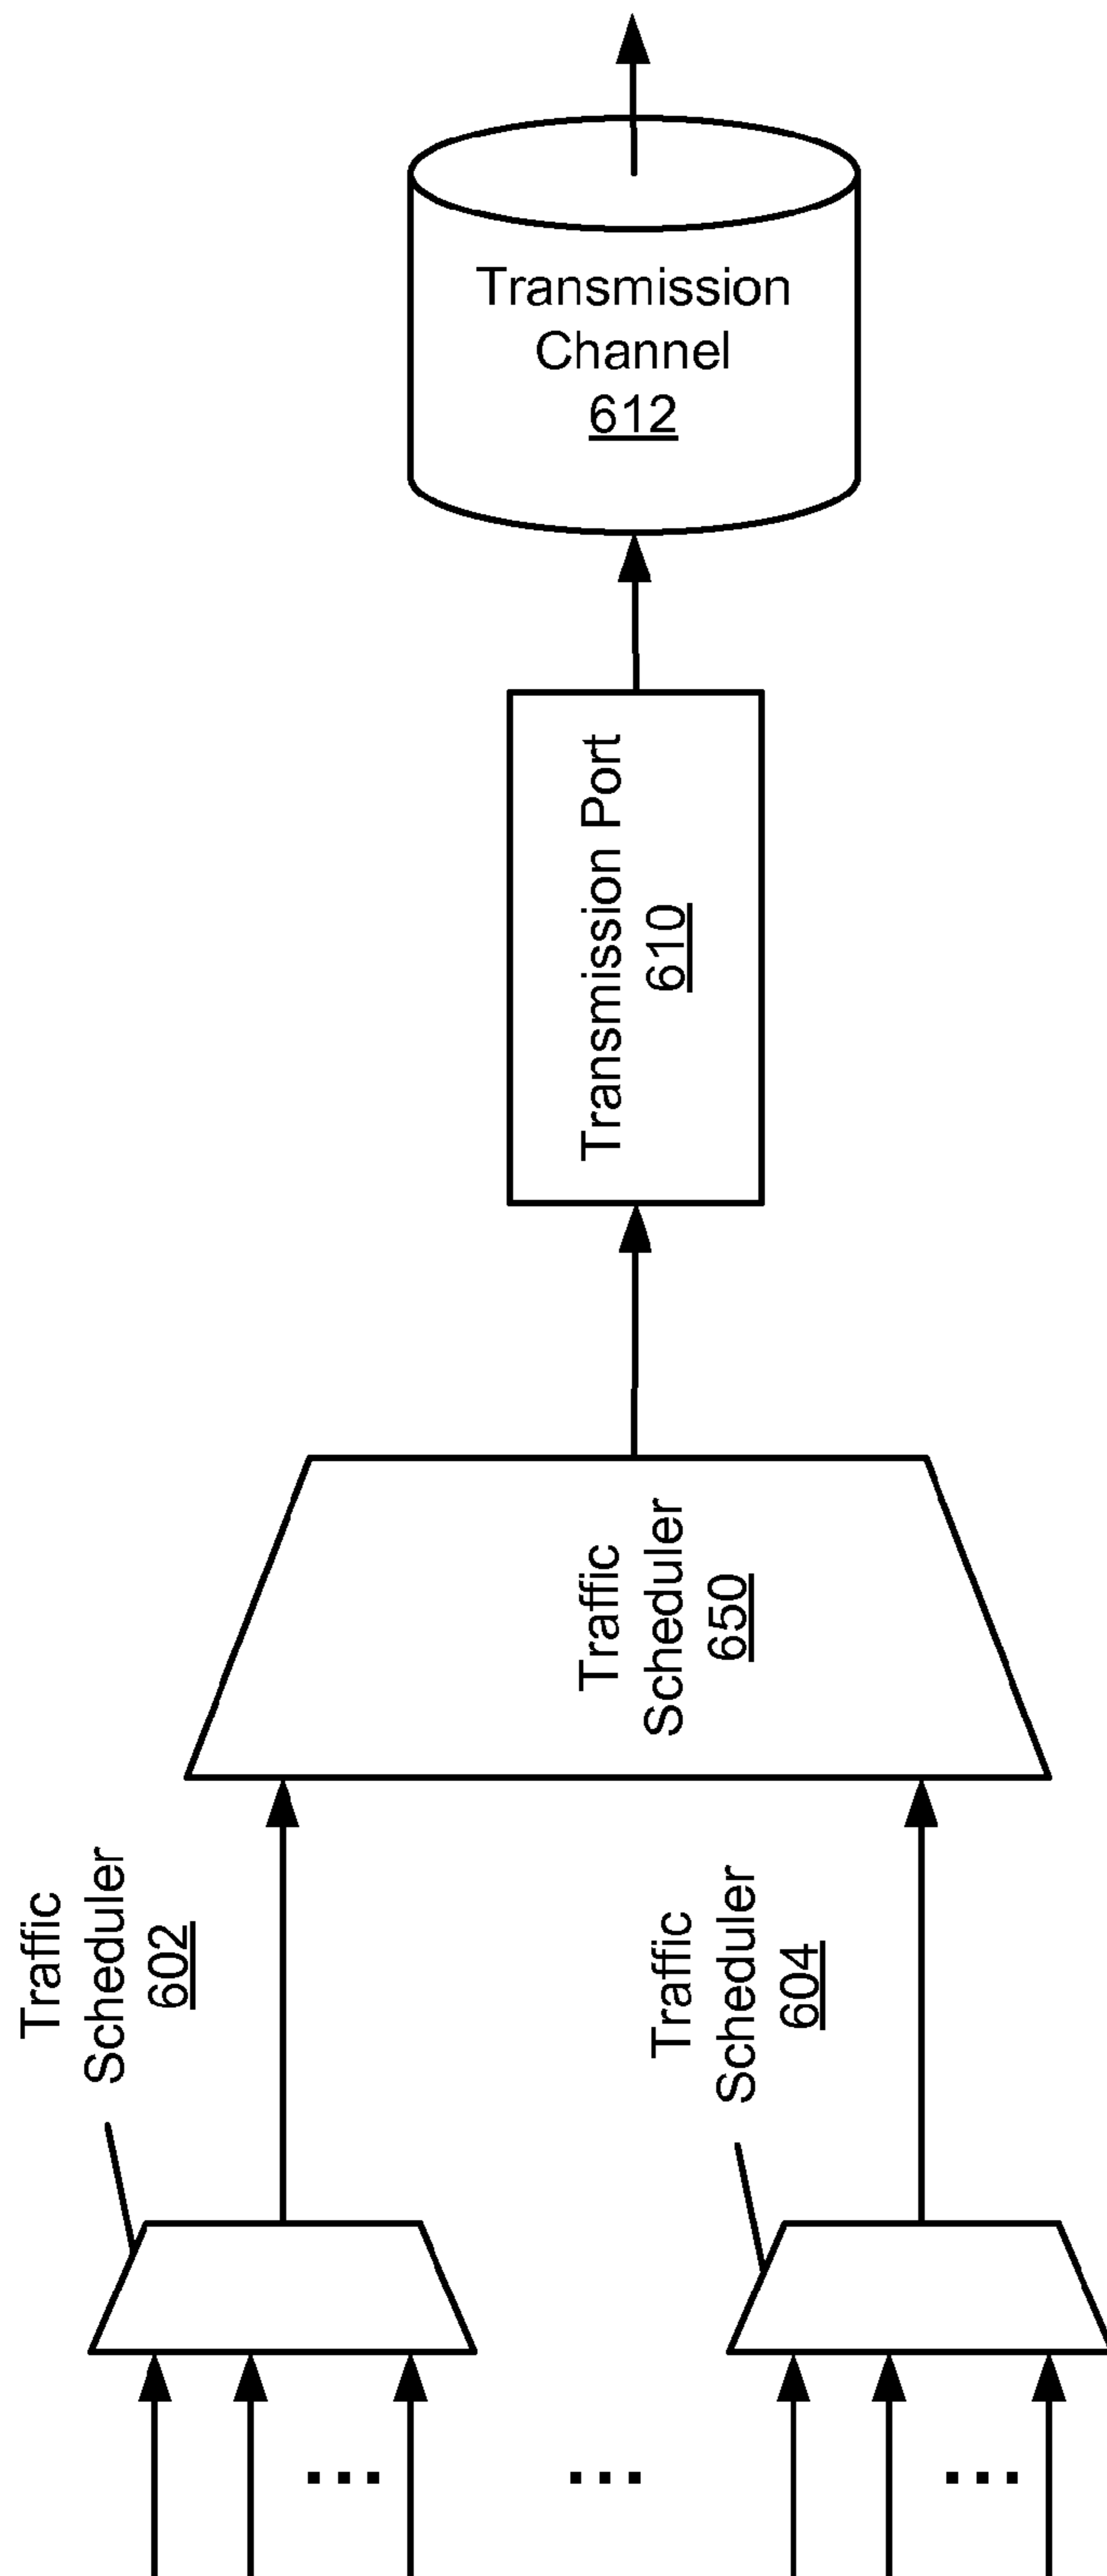 Transmission
Channel
612
Transmission Port
610
Traffic
Scheduler
650
Traffic
Scheduler
602
Traffic
Scheduler
604
...
...
...